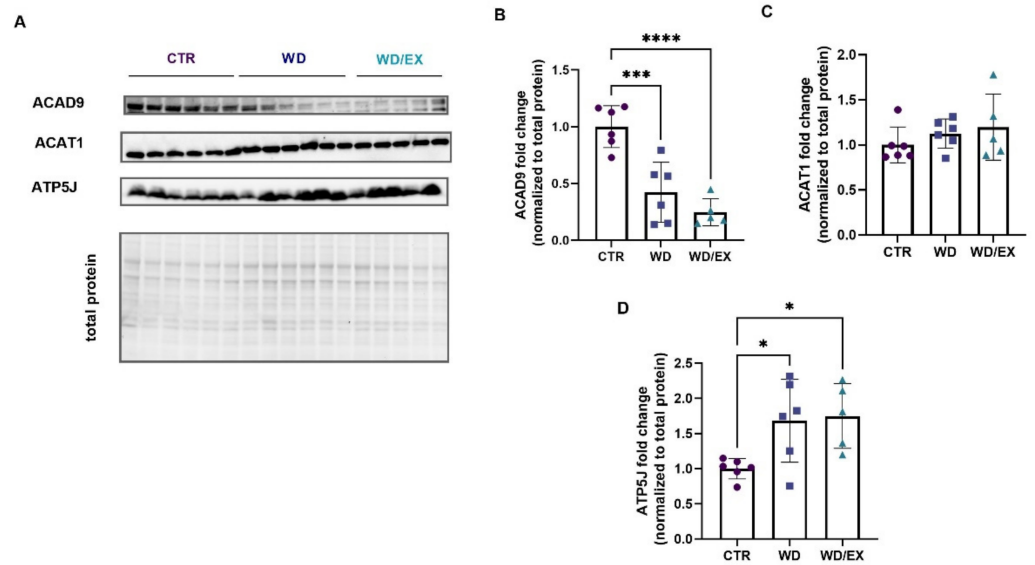 A
CTR WD WD/EX
ACAD9
ACAT1
ATP5J
total protein
B
**** 
***
ACAD9 fold change
(normalized to total protein)
1.5
1.0
0.5
0.0
CTR WD WD/EX
C
ACAT1 fold change
(normalized to total protein)
2.0
1.5
1.0
0.5
0.0
CTR WD WD/EX
D
*
*
ATP5J fold change
(normalized to total protein)
2.5
2.0
1.5
1.0
0.5
0.0
CTR WD WD/EX